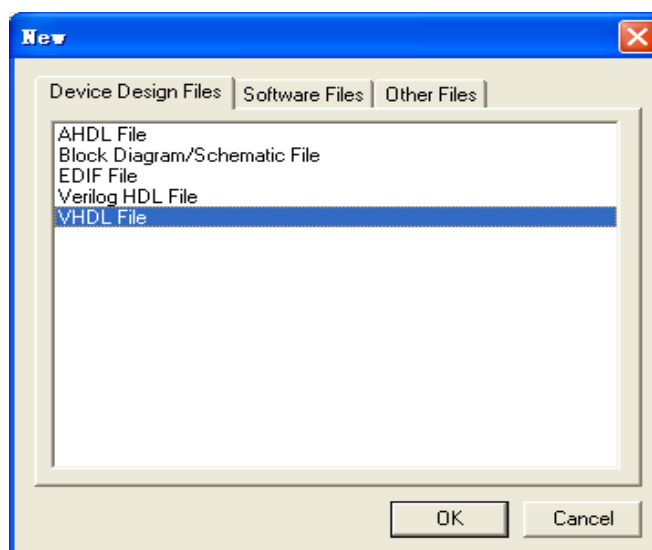 New
Device Design Files Software Files Other Files
AHDL File
Block Diagram/Schematic File
EDIF File
Verilog HDL File
VHDL File
OK Cancel